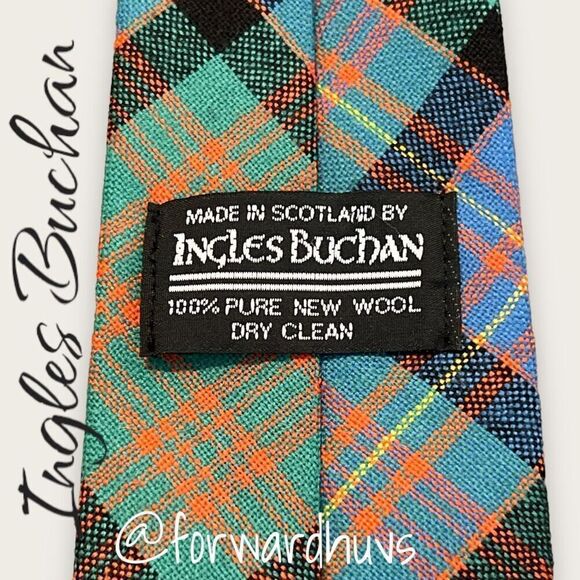 Ingles Buchan
MADE IN SCOTLAND BY
INGLES BUCHAN
100% PURE NEW WOOL
DRY CLEAN
@forwardhuvs